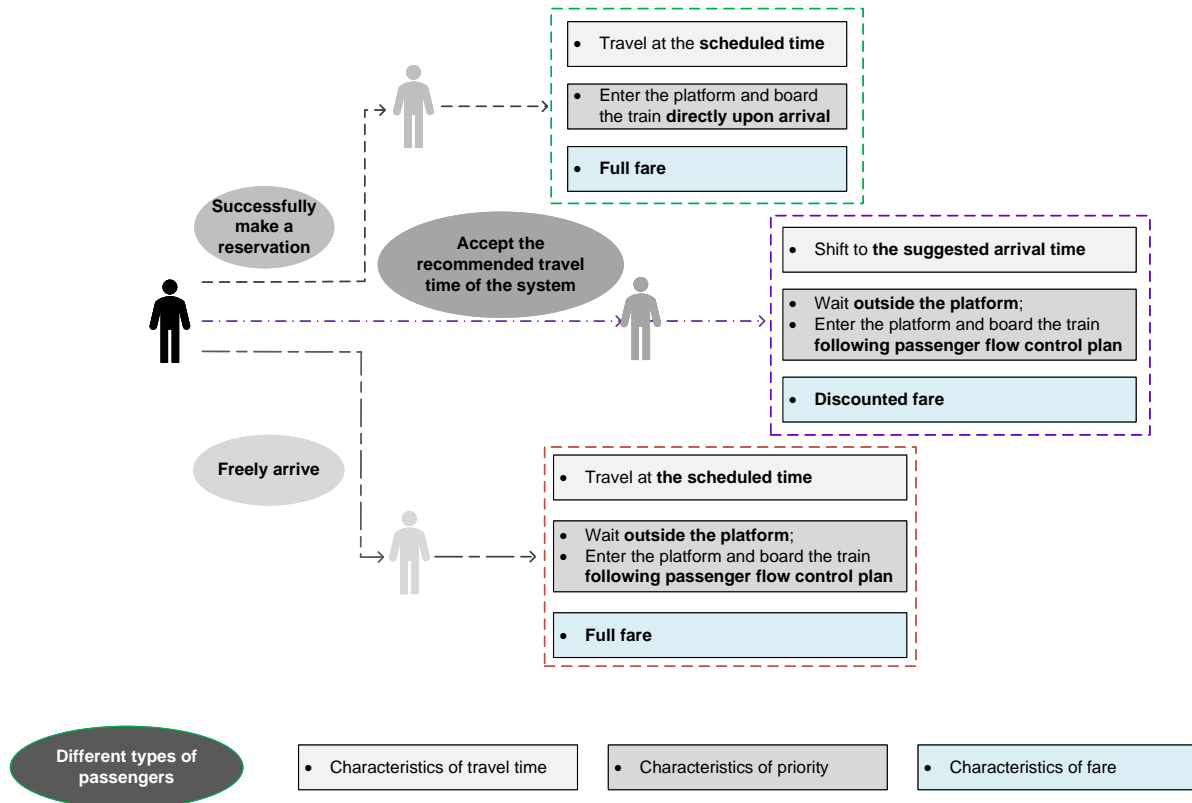 • Travel at the scheduled time
• Enter the platform and board
the train directly upon arrival
• Full fare
Successfully
make a
reservation
Accept the
recommended travel
time of the system
• Shift to the suggested arrival time
• Wait outside the platform;
• Enter the platform and board the train
following passenger flow control plan
• Discounted fare
Freely arrive
• Travel at the scheduled time
• Wait outside the platform;
• Enter the platform and board the train
following passenger flow control plan
• Full fare
Different types of
passengers
• Characteristics of travel time
• Characteristics of priority
• Characteristics of fare